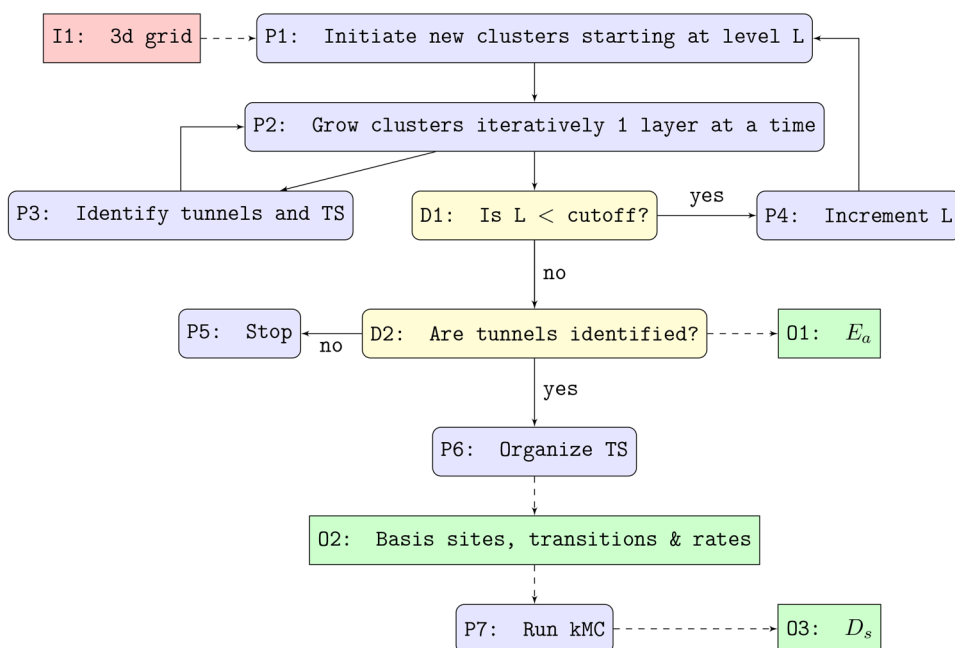 I1: 3d grid
P1: Initiate new clusters starting at level L
P2: Grow clusters iteratively 1 layer at a time
P3: Identify tunnels and TS
D1: Is L < cutoff?
yes
P4: Increment L
no
P5: Stop
no
D2: Are tunnels identified?
O1: Eₐ
yes
P6: Organize TS
O2: Basis sites, transitions & rates
P7: Run kMC
O3: Dₛ